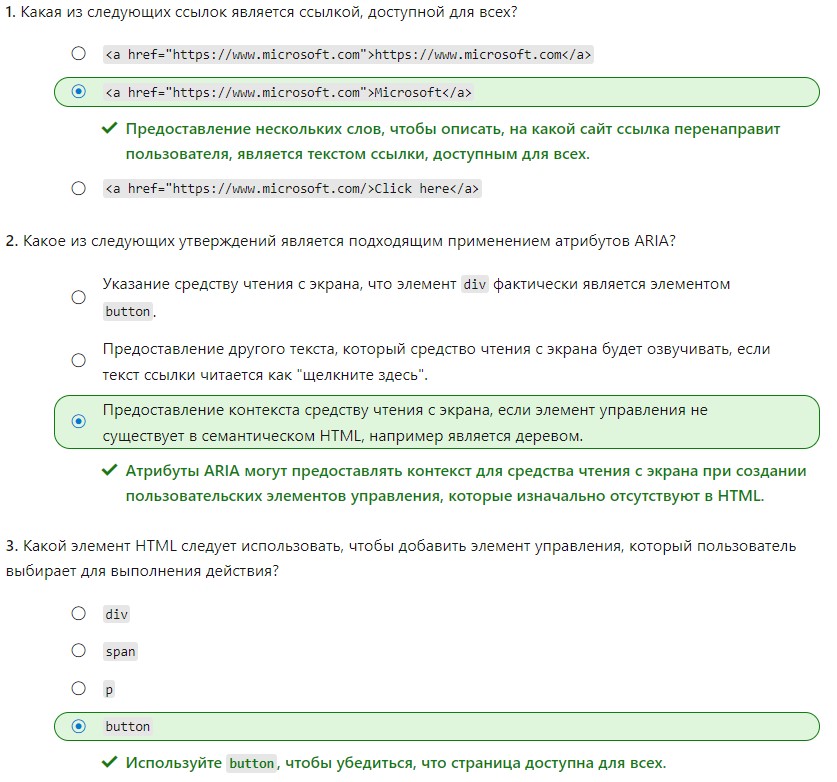 1. Какая из следующих ссылок является ссылкой, доступной для всех?
<a href="https://www.microsoft.com">https://www.microsoft.com</a>
<a href="https://www.microsoft.com">Microsoft</a>
Предоставление нескольких слов, чтобы описать, на какой сайт ссылка перенаправит
пользователя, является текстом ссылки, доступным для всех.
<a href="https://www.microsoft.com/>Click here</a>
2. Какое из следующих утверждений является подходящим применением атрибутов ARIA?
Указание средству чтения с экрана, что элемент div фактически является элементом
button.
Предоставление другого текста, который средство чтения с экрана будет озвучивать, если
текст ссылки читается как "щелкните здесь".
Предоставление контекста средству чтения с экрана, если элемент управления не
существует в семантическом HTML, например является деревом.
Атрибуты ARIA могут предоставлять контекст для средства чтения с экрана при создании
пользовательских элементов управления, которые изначально отсутствуют в HTML.
3. Какой элемент HTML следует использовать, чтобы добавить элемент управления, который пользователь
выбирает для выполнения действия?
div
span
p
button
Используйте button, чтобы убедиться, что страница доступна для всех.